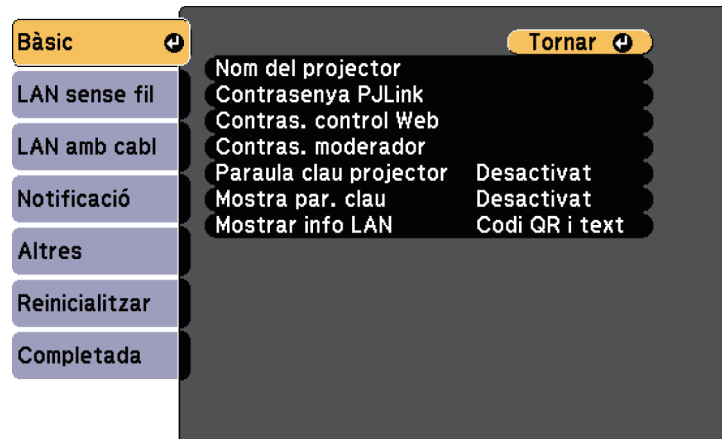 Bàsic
LAN sense fil
LAN amb cabl
Notificació
Altres
Reinicialitzar
Completada
Tornar
Nom del projector
Contrasenya PJLink
Contras. control Web
Contras. moderador
Paraula clau projector Desactivat
Mostra par. clau Desactivat
Mostrar info LAN Codi QR i text